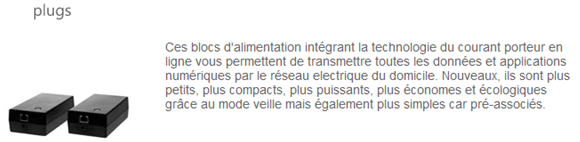 plugs
Ces blocs d'alimentation intégrant la technologie du courant porteur en
ligne vous permettent de transmettre toutes les données et applications
numériques par le réseau electrique du domicile. Nouveaux, ils sont plus
petits, plus compacts, plus puissants, plus économes et écologiques
grâce au mode veille mais également plus simples car pré-associés.